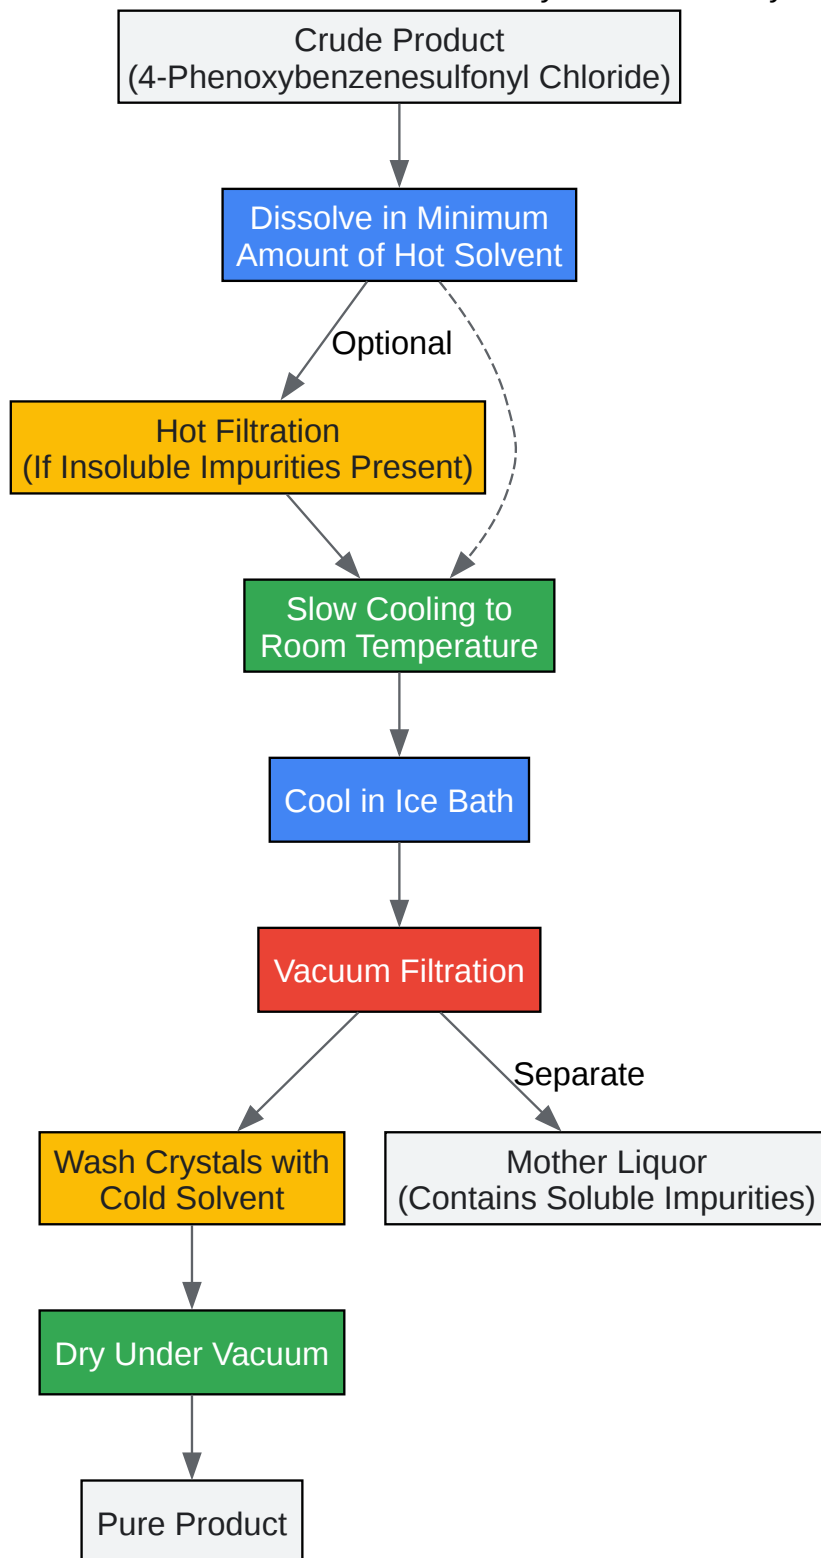 Crude Product
(4-Phenoxybenzenesulfonyl Chloride)
Dissolve in Minimum
Amount of Hot Solvent
Optional
Hot Filtration
(If Insoluble Impurities Present)
Slow Cooling to
Room Temperature
Cool in Ice Bath
Vacuum Filtration
Separate
Wash Crystals with
Cold Solvent
Mother Liquor
(Contains Soluble Impurities)
Dry Under Vacuum
Pure Product